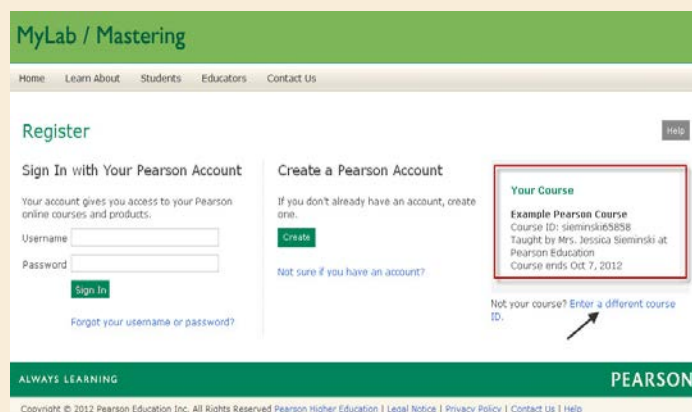 MyLab / Mastering
Home Learn About Students Educators Contact Us
Register
Help
Sign In with Your Pearson Account
Your account gives you access to your Pearson
online courses and products.
Username
Password
Sign In
Forgot your username or password?
Create a Pearson Account
If you don't already have an account, create
one.
Create
Not sure if you have an account?
Your Course
Example Pearson Course
Course ID: sieminski65858
Taught by Mrs. Jessica Sieminski at
Pearson Education
Course ends Oct 7, 2012
Not your course? Enter a different course
ID.
ALWAYS LEARNING
PEARSON
Copyright © 2012 Pearson Education Inc. All Rights Reserved Pearson Higher Education | Legal Notice | Privacy Policy | Contact Us | Help